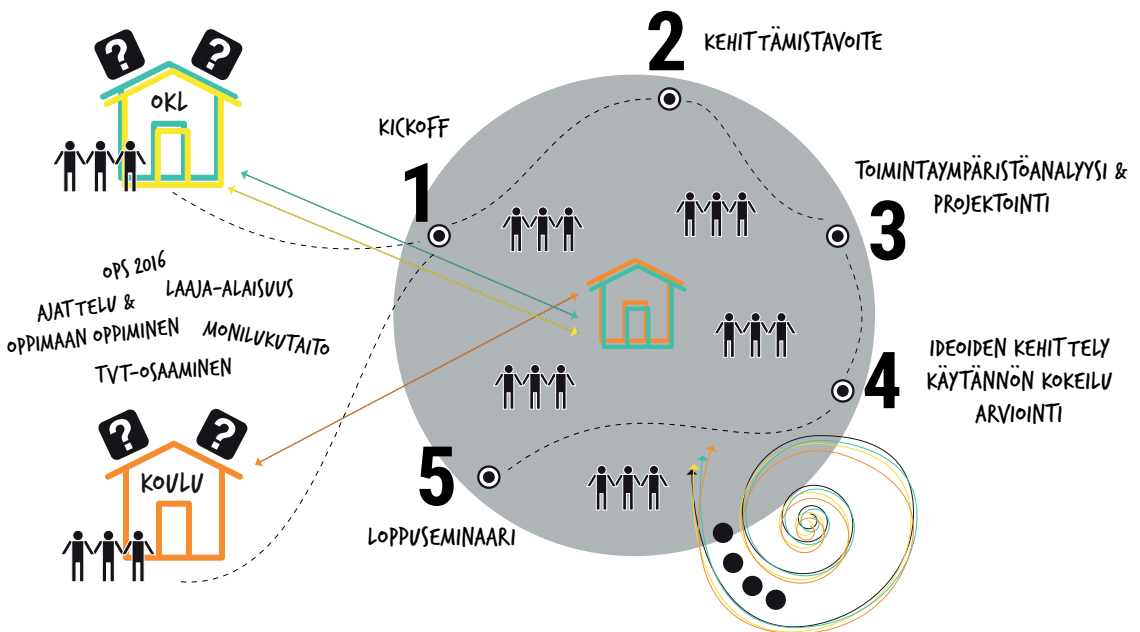 ?
?
OKL
OPS 2016
LAAJA-ALAISUUS
AJATTELU &
OPPIMAAN OPPIMINEN
MONILUKUTAITO
TVT-OSAAMINEN
?
?
KOULU
KICKOFF
1
2
KEHITTÄMISTAVOITE
TOIMINTAYMPÄRISTÖANALYYSI &
PROJEKTOINTI
3
4
IDEOIDEN KEHITTELY
KÄYTÄNNÖN KOKEILU
ARVIOINTI
5
LOPPUSEMINAARI